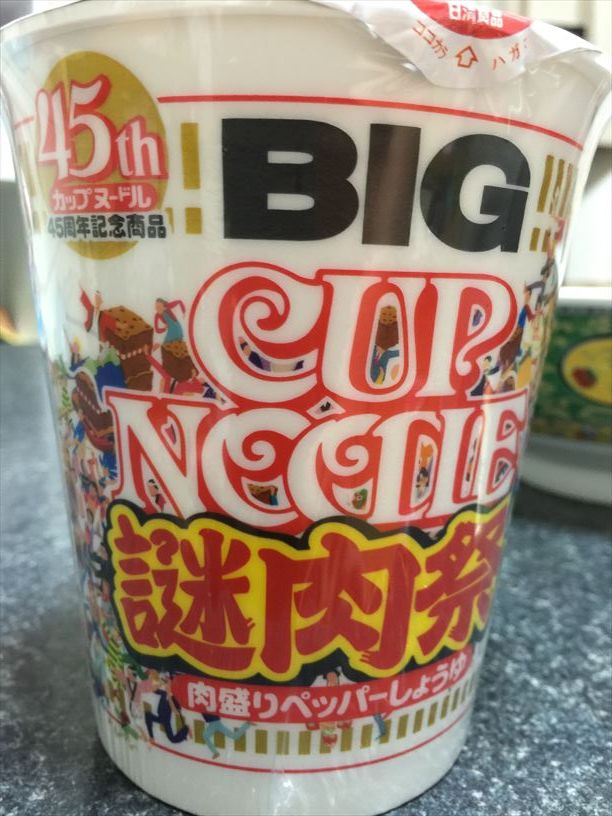 日清食品
ココから ハガ
45th
カップヌードル
45周年記念商品
BIG
CUP
NOODLE
謎肉祭
肉盛りペッパーしょうゆ